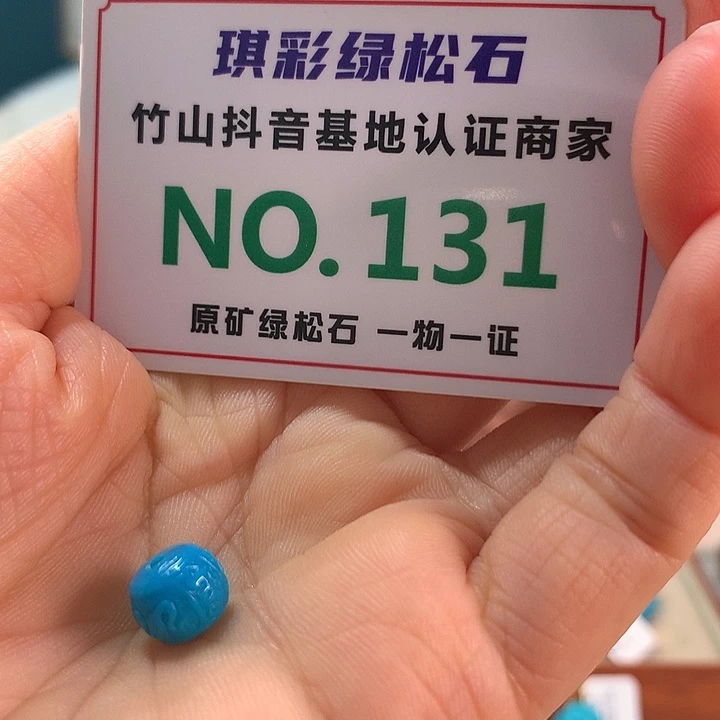 琪彩绿松石
竹山抖音基地认证商家
NO.131
原矿绿松石 一物一证